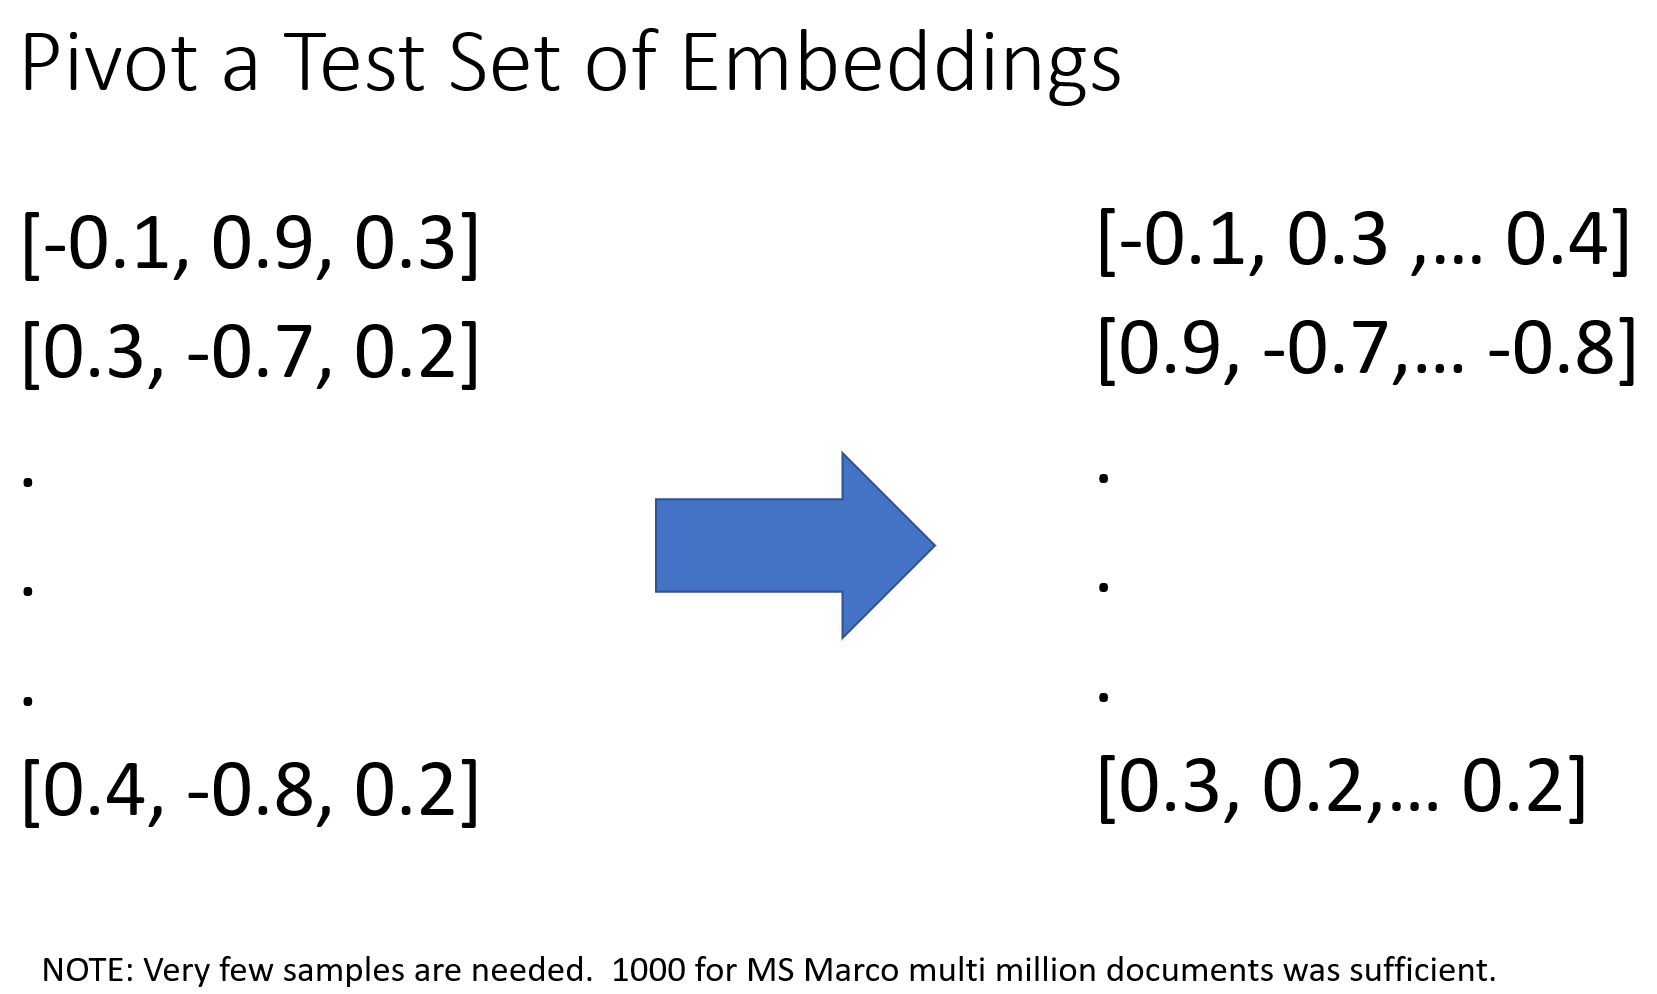 Pivot a Test Set of Embeddings
[-0.1, 0.9, 0.3]
[0.3, -0.7, 0.2]
.
.
.
[0.4, -0.8, 0.2]
[-0.1, 0.3 ,... 0.4]
[0.9, -0.7,... -0.8]
.
.
.
[0.3, 0.2,... 0.2]
NOTE: Very few samples are needed.  1000 for MS Marco multi million documents was sufficient.